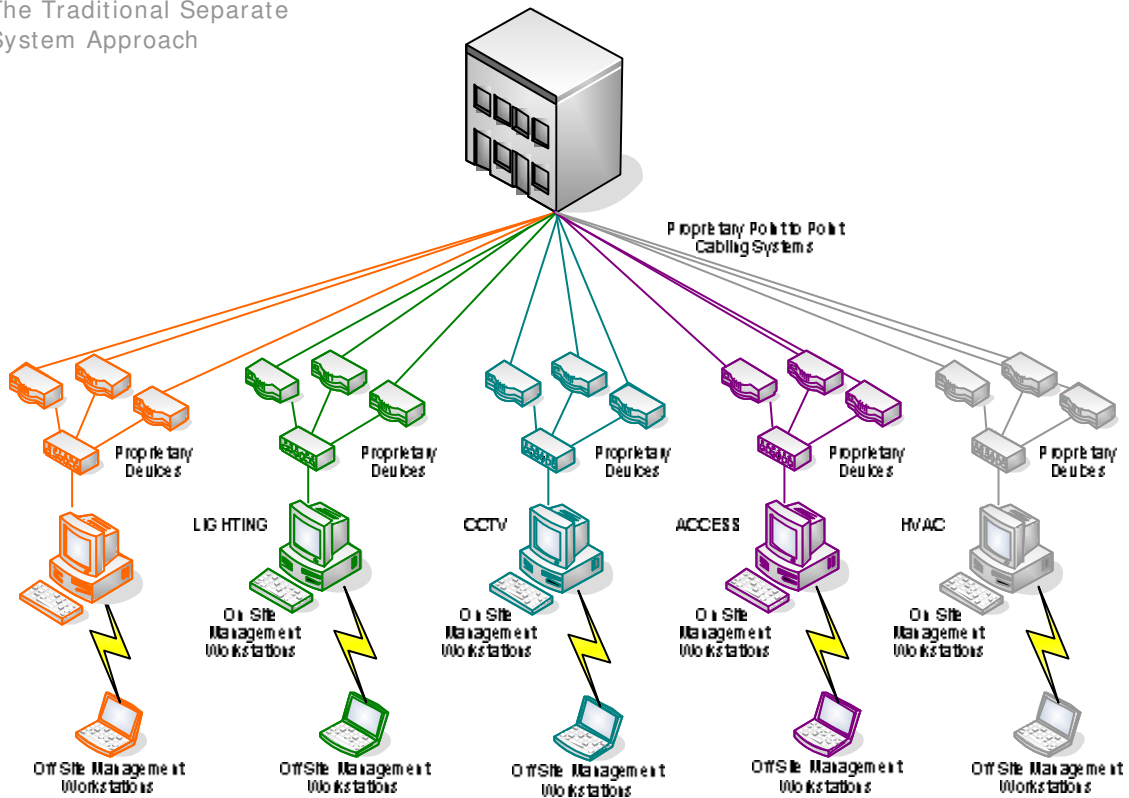 The Traditional Separate
System Approach
Proprietary Point to Point
Cabling Systems
Proprietary
Devices
Proprietary
Devices
Proprietary
Devices
Proprietary
Devices
Proprietary
Devices
LIGHTING
CCTV
ACCESS
HVAC
On Site
Management
Workstations
On Site
Management
Workstations
On Site
Management
Workstations
On Site
Management
Workstations
Off Site Management
Workstations
Off Site Management
Workstations
Off Site Management
Workstations
Off Site Management
Workstations
Off Site Management
Workstations